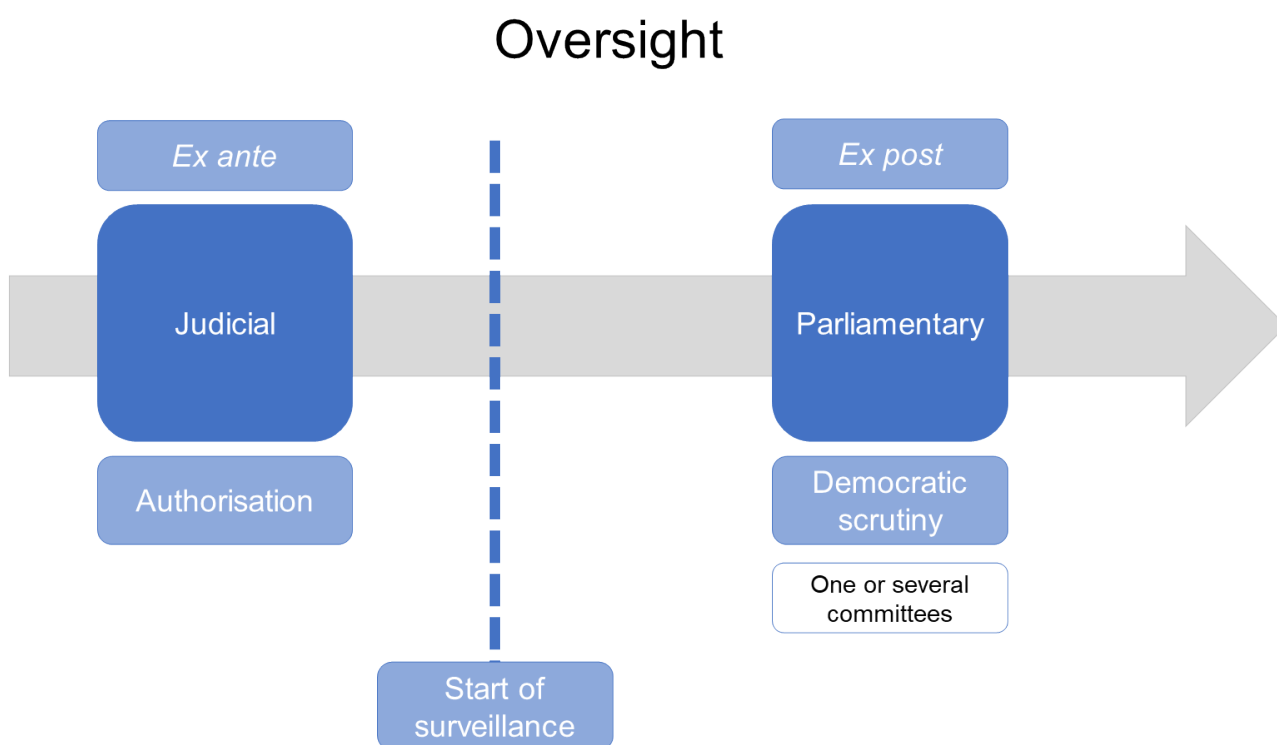 Oversight
Ex ante
Ex post
Judicial
Parliamentary
Authorisation
Democratic
scrutiny
One or several
committees
Start of
surveillance